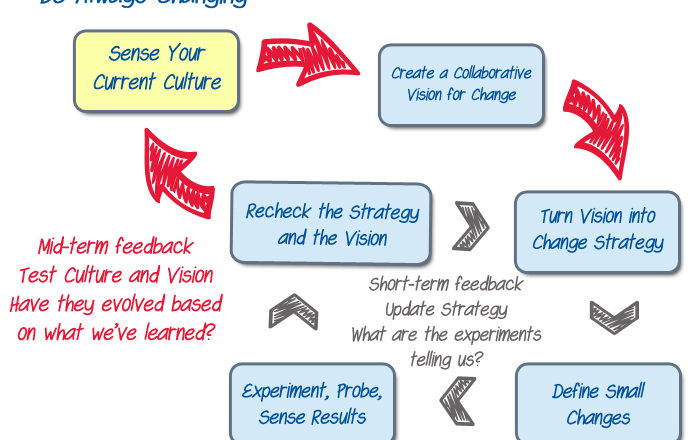 Be Always Changing
Sense Your
Current Culture
Create a Collaborative
Vision for Change
Recheck the Strategy
and the Vision
Turn Vision into
Change Strategy
Mid-term feedback
Test Culture and Vision
Have they evolved based
on what we've learned?
Short-term feedback
Update Strategy
What are the experiments
telling us?
Experiment, Probe,
Sense Results
Define Small
Changes